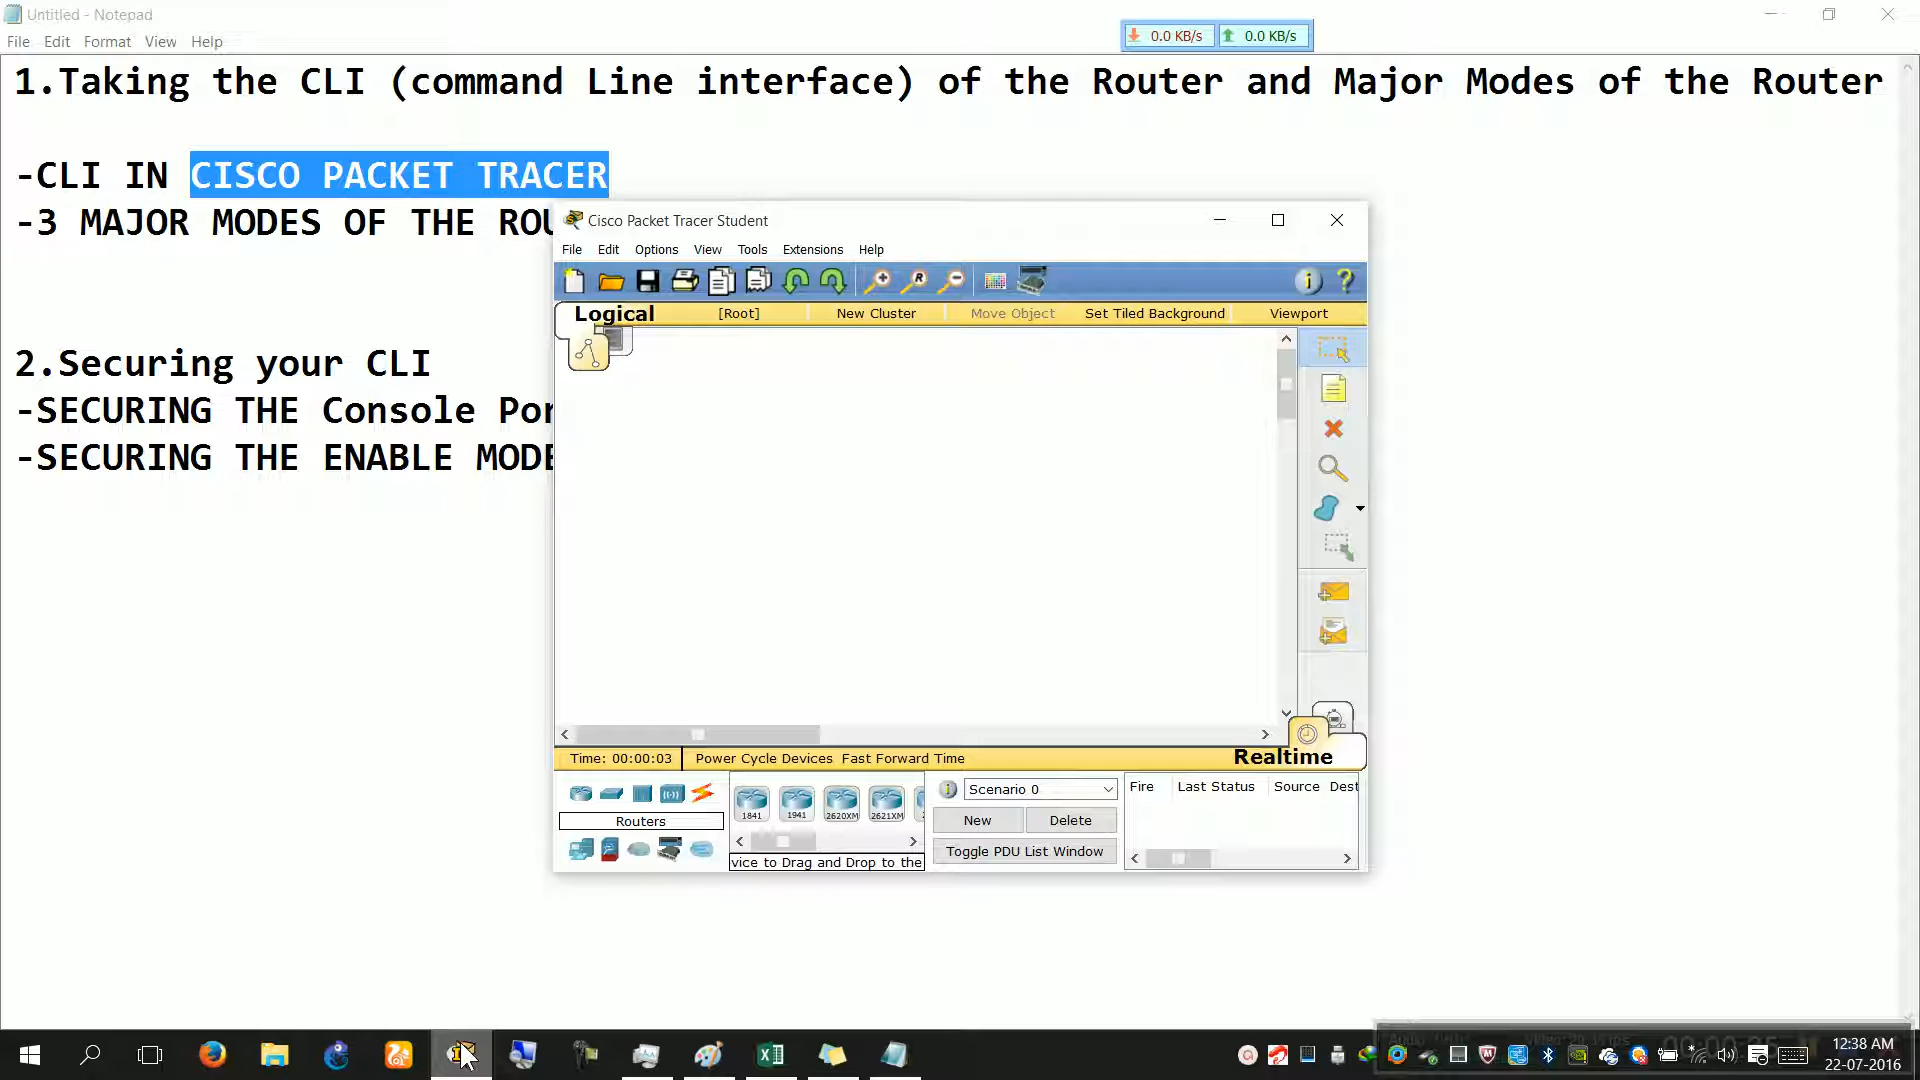 Untitled - Notepad
File Edit Format View Help
0.0 KB/s 0.0 KB/s
1.Taking the CLI (command Line interface) of the Router and Major Modes of the Router
-CLI IN CISCO PACKET TRACER
-3 MAJOR MODES OF THE ROU
2.Securing your CLI
-SECURING THE Console Por
-SECURING THE ENABLE MODE
Cisco Packet Tracer Student
File Edit Options View Tools Extensions Help
Logical [Root] New Cluster Move Object Set Tiled Background Viewport
Time: 00:00:03 Power Cycle Devices Fast Forward Time Realtime
Routers
1841 1941 2620XM 2621XM
vice to Drag and Drop to the
Scenario 0
New Delete
Toggle PDU List Window
Fire Last Status Source Dest
12:38 AM
22-07-2016